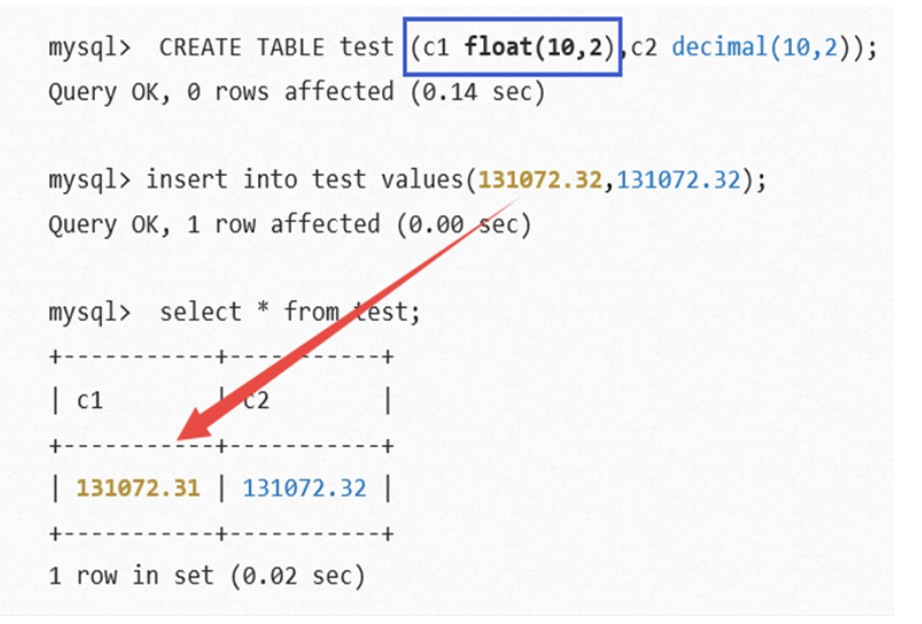 mysql>  CREATE TABLE test (c1 float(10,2),c2 decimal(10,2));
Query OK, 0 rows affected (0.14 sec)
mysql> insert into test values(131072.32,131072.32);
Query OK, 1 row affected (0.00 sec)
mysql>  select * from test;
+-----------+-----------+
| c1        | c2        |
+-----------+-----------+
| 131072.31 | 131072.32 |
+-----------+-----------+
1 row in set (0.02 sec)